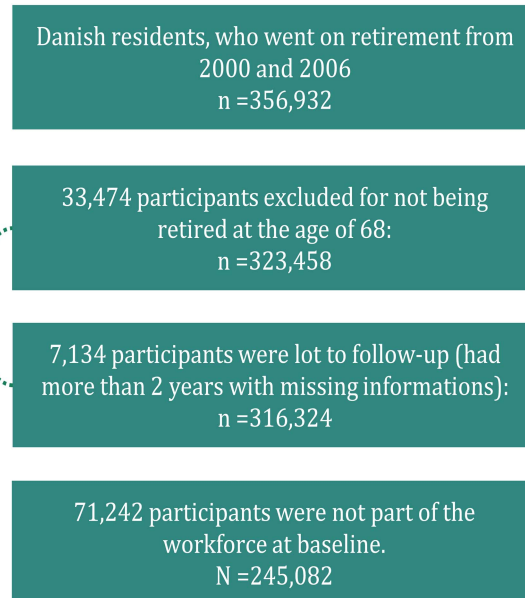 Danish residents, who went on retirement from
2000 and 2006
n =356,932
33,474 participants excluded for not being
retired at the age of 68:
n =323,458
7,134 participants were lot to follow-up (had
more than 2 years with missing informations):
n =316,324
71,242 participants were not part of the
workforce at baseline.
N =245,082